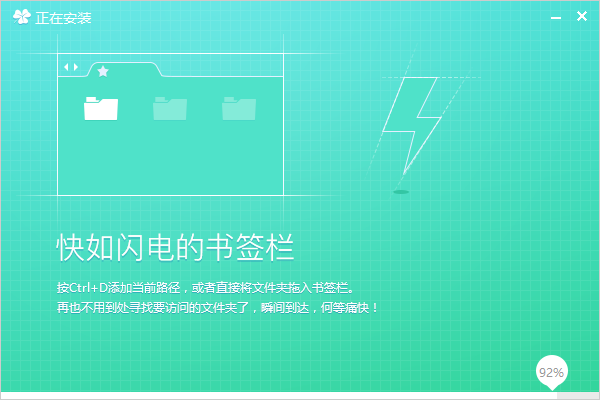 正在安装
快如闪电的书签栏
按Ctrl+D添加当前路径，或者直接将文件夹拖入书签栏。
再也不用到处寻找要访问的文件夹了，瞬间到达，何等痛快！
92%